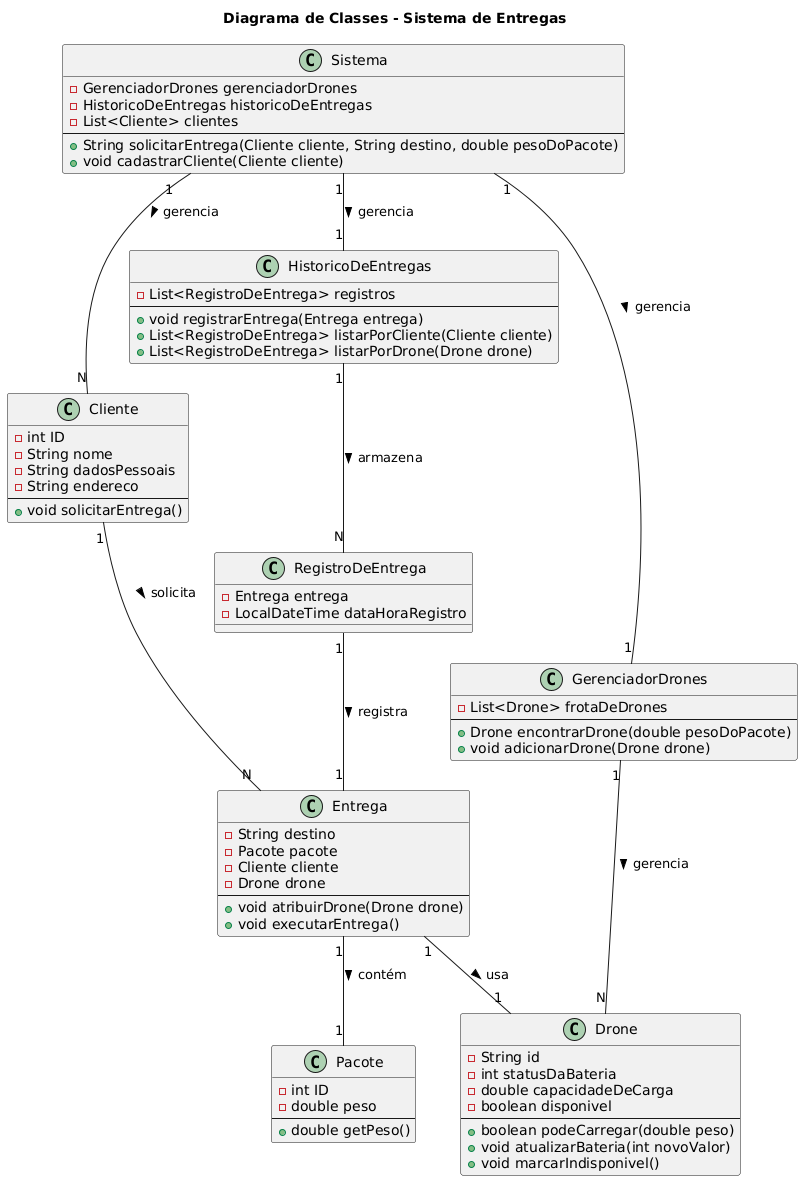 Diagrama de Classes - Sistema de Entregas
C Sistema
GerenciadorDrones gerenciadorDrones
HistoricoDeEntregas historicoDeEntregas
List<Cliente> clientes
String solicitarEntrega(Cliente cliente, String destino, double pesoDoPacote)
void cadastrarCliente(Cliente cliente)
1
gerencia
N
1
gerencia
1
1
gerencia
1
C HistoricoDeEntregas
List<RegistroDeEntrega> registros
void registrarEntrega(Entrega entrega)
List<RegistroDeEntrega> listarPorCliente(Cliente cliente)
List<RegistroDeEntrega> listarPorDrone(Drone drone)
1
armazena
N
C Cliente
int ID
String nome
String dadosPessoais
String endereco
void solicitarEntrega()
1
solicita
N
C RegistroDeEntrega
Entrega entrega
LocalDateTime dataHoraRegistro
1
registra
1
C GerenciadorDrones
List<Drone> frotaDeDrones
Drone encontrarDrone(double pesoDoPacote)
void adicionarDrone(Drone drone)
1
gerencia
N
C Entrega
String destino
Pacote pacote
Cliente cliente
Drone drone
void atribuirDrone(Drone drone)
void executarEntrega()
1
contém
1
1
usa
1
C Pacote
int ID
double peso
double getPeso()
C Drone
String id
int statusDaBateria
double capacidadeDeCarga
boolean disponivel
boolean podeCarregar(double peso)
void atualizarBateria(int novoValor)
void marcarIndisponivel()